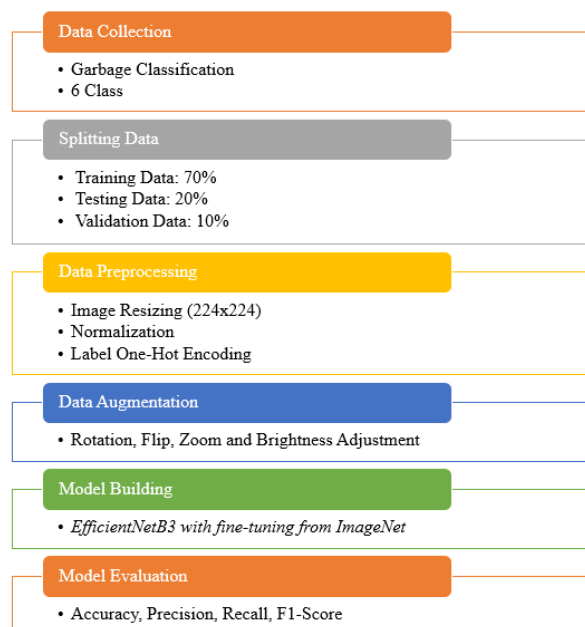 Data Collection
• Garbage Classification
• 6 Class
Splitting Data
• Training Data: 70%
• Testing Data: 20%
• Validation Data: 10%
Data Preprocessing
• Image Resizing (224x224)
• Normalization
• Label One-Hot Encoding
Data Augmentation
• Rotation, Flip, Zoom and Brightness Adjustment
Model Building
• EfficientNetB3 with fine-tuning from ImageNet
Model Evaluation
• Accuracy, Precision, Recall, F1-Score